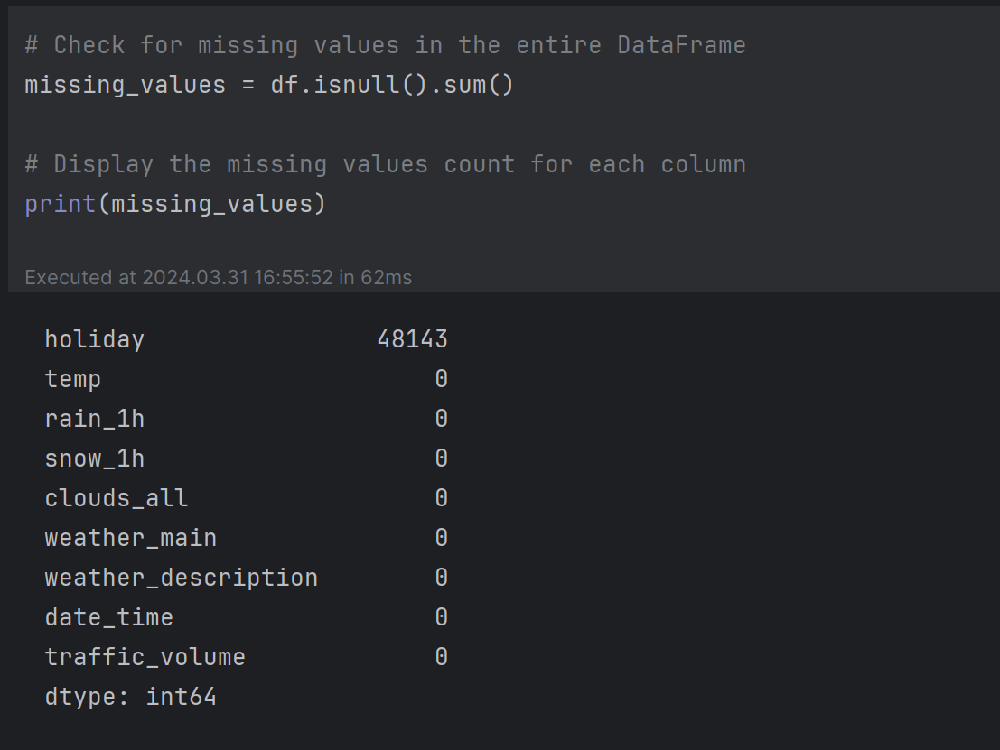 # Check for missing values in the entire DataFrame
missing_values = df.isnull().sum()
# Display the missing values count for each column
print(missing_values)
Executed at 2024.03.31 16:55:52 in 62ms
holiday 48143
temp 0
rain_1h 0
snow_1h 0
clouds_all 0
weather_main 0
weather_description 0
date_time 0
traffic_volume 0
dtype: int64